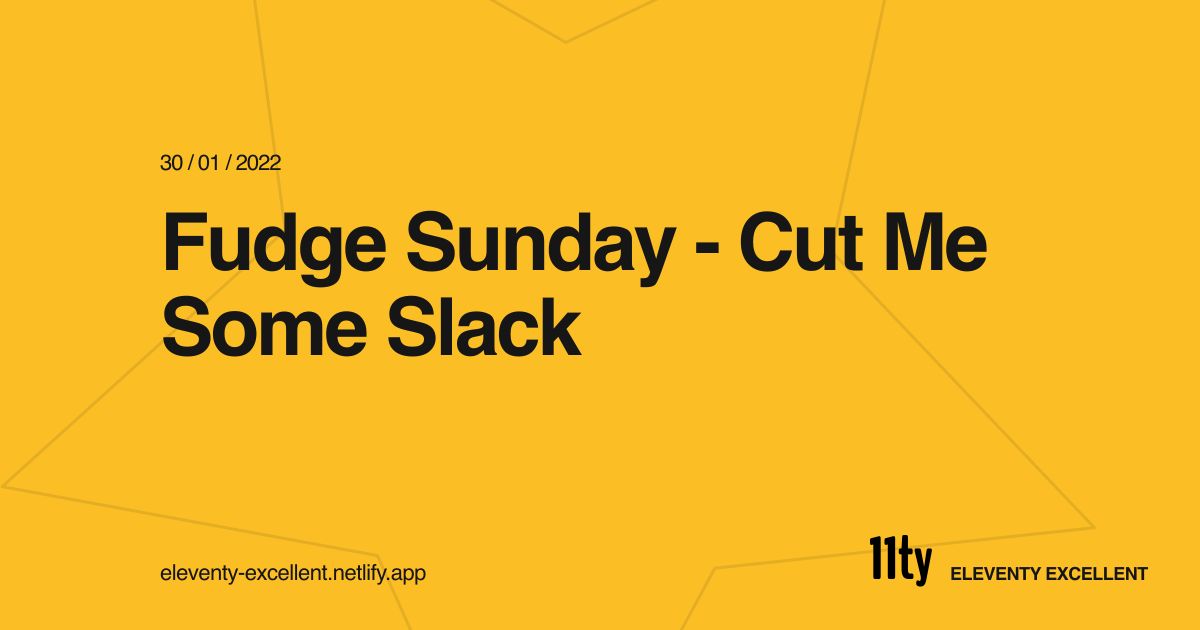 30 / 01 / 2022
Fudge Sunday - Cut Me
Some Slack
eleventy-excellent.netlify.app
11ty ELEVENTY EXCELLENT